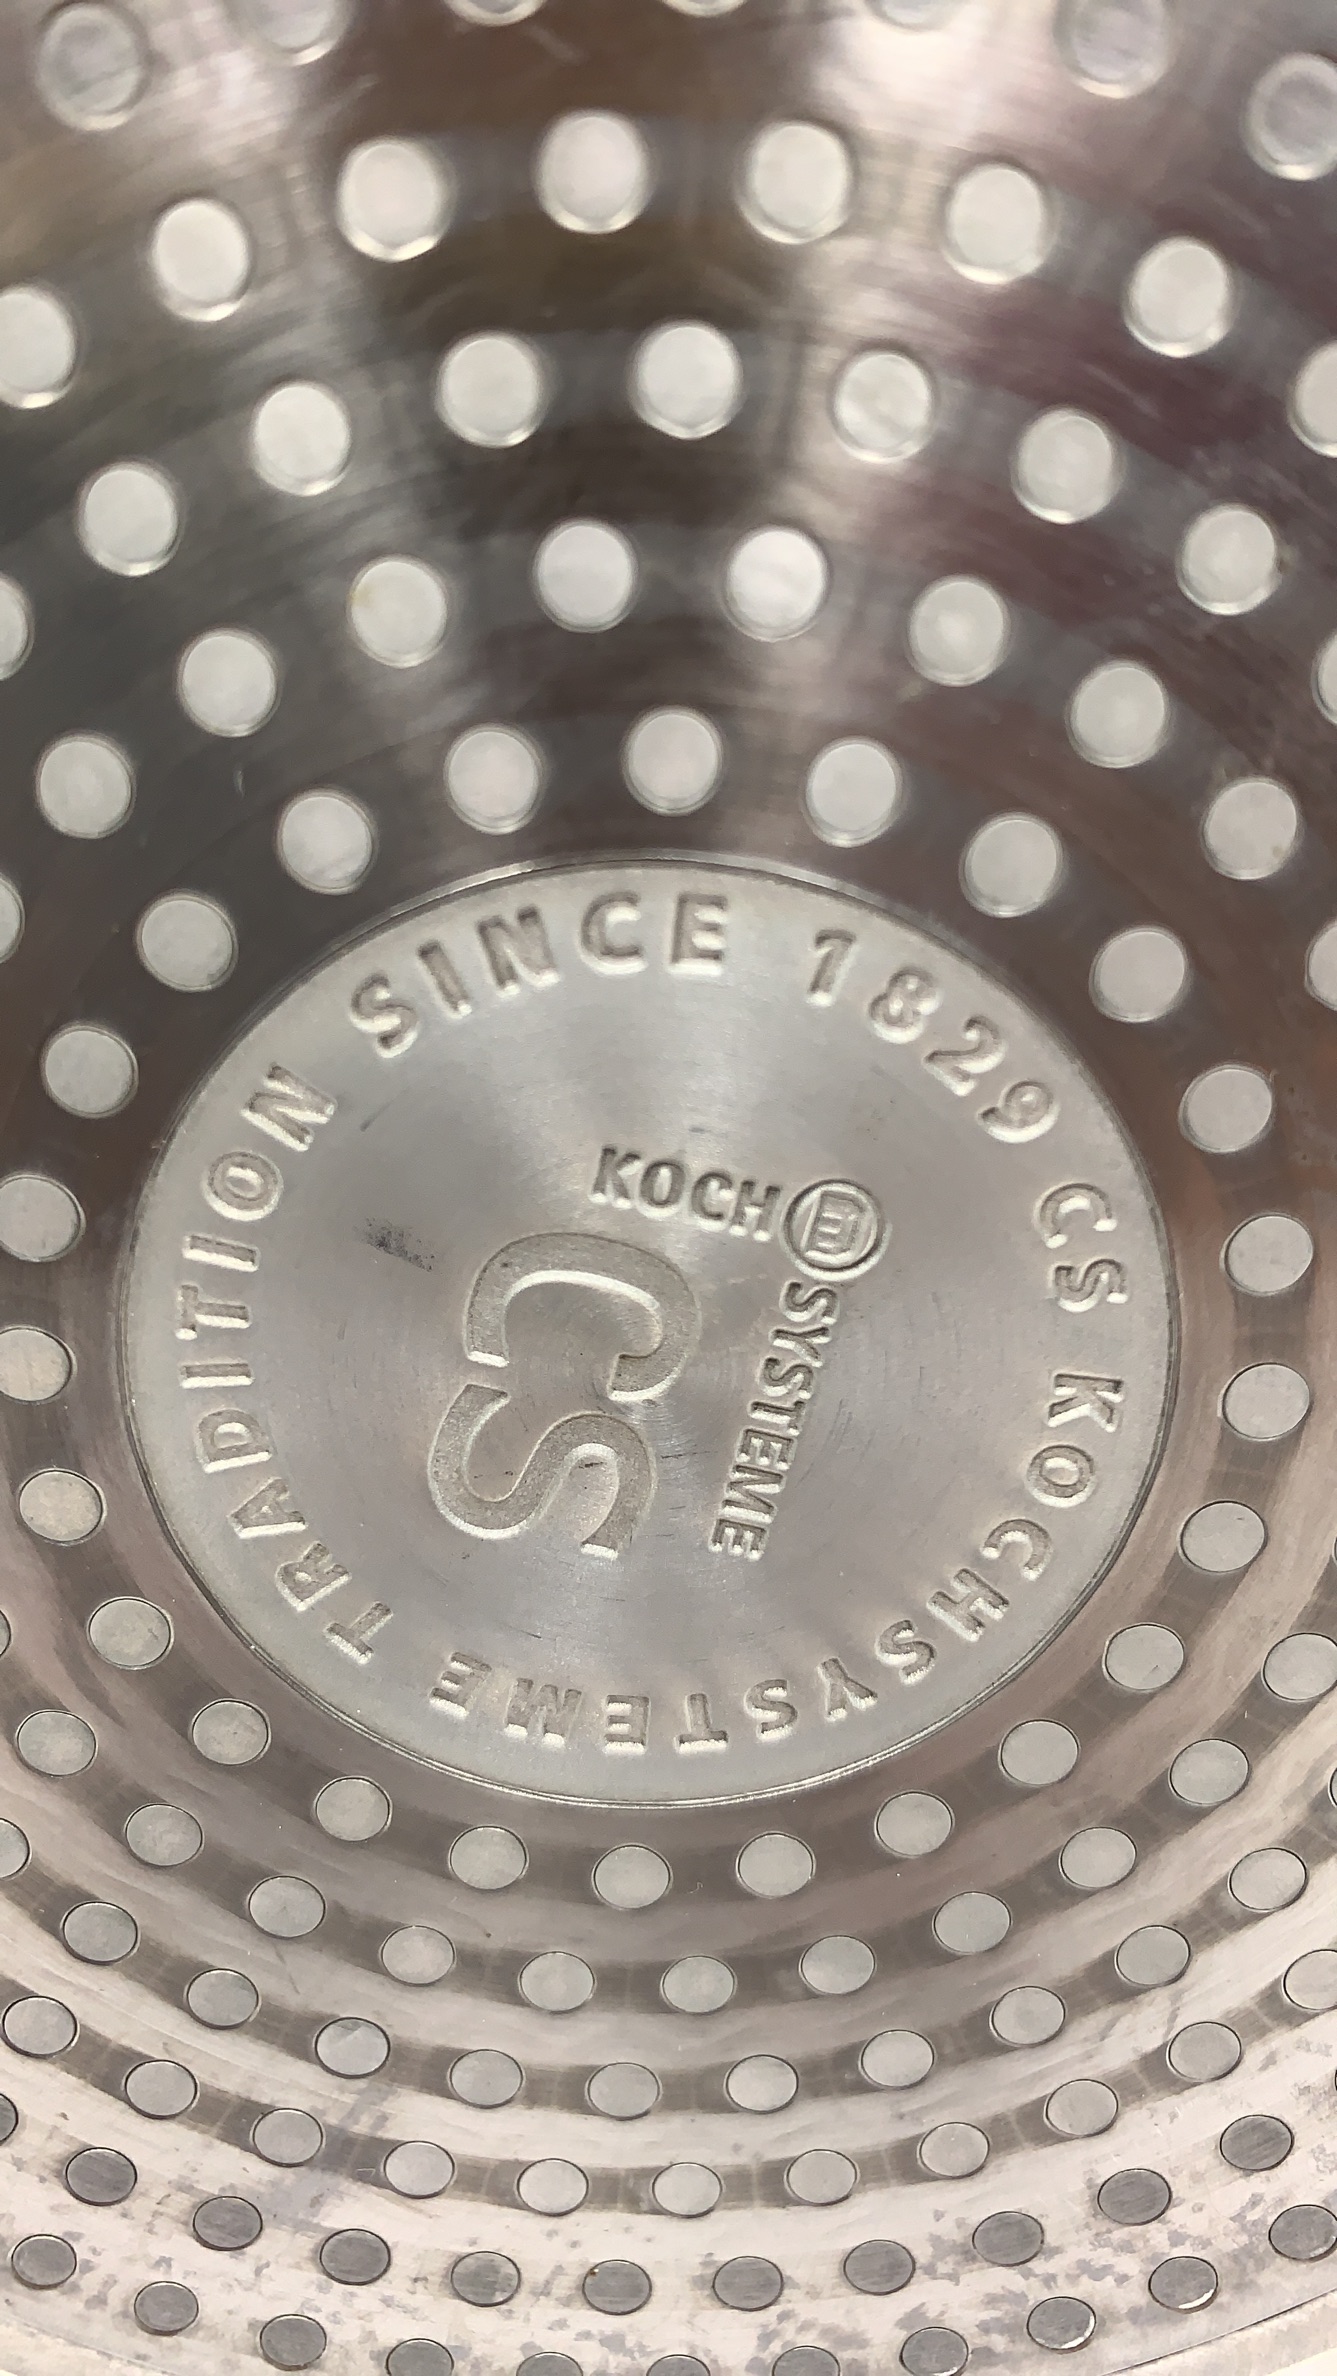 TRADITION SINCE 1829 CS KOCHSYSTEME
KOCH SYSTEME
CS